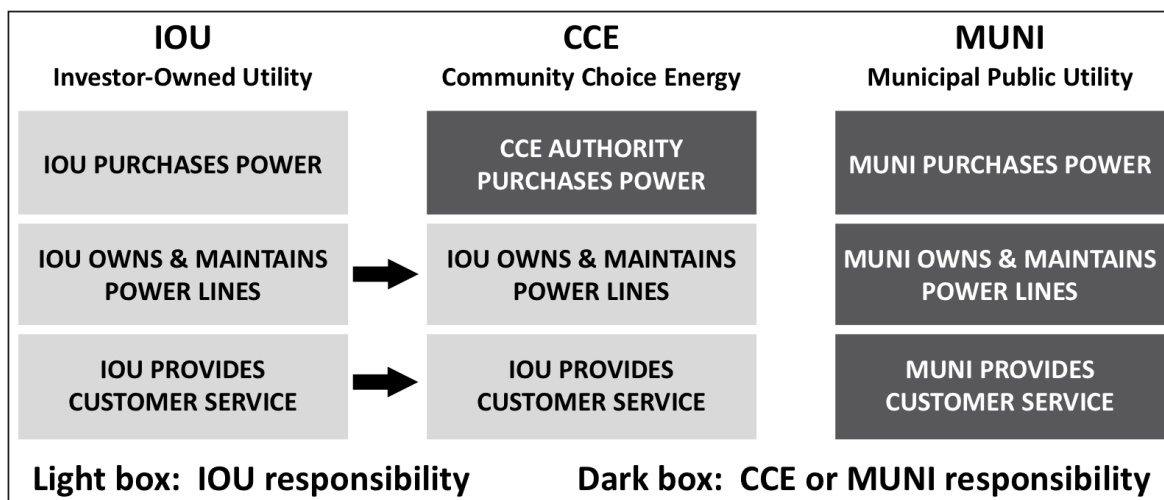 IOU
Investor-Owned Utility
IOU PURCHASES POWER
IOU OWNS & MAINTAINS
POWER LINES
IOU PROVIDES
CUSTOMER SERVICE
CCE
Community Choice Energy
CCE AUTHORITY
PURCHASES POWER
IOU OWNS & MAINTAINS
POWER LINES
IOU PROVIDES
CUSTOMER SERVICE
MUNI
Municipal Public Utility
MUNI PURCHASES POWER
MUNI OWNS & MAINTAINS
POWER LINES
MUNI PROVIDES
CUSTOMER SERVICE
Light box: IOU responsibility
Dark box: CCE or MUNI responsibility